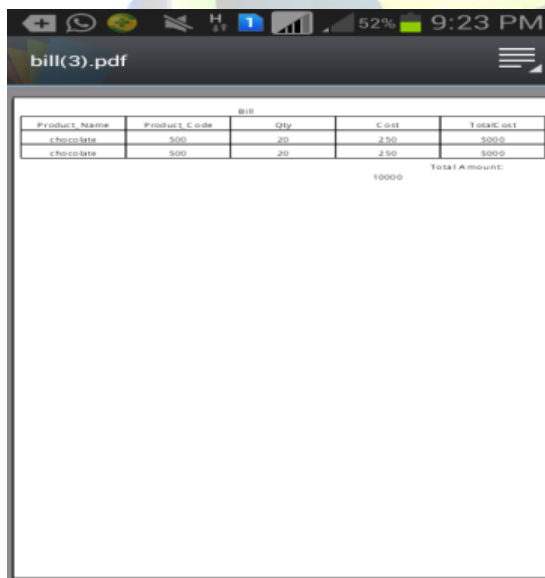 H 1 52% 9:23 PM
bill(3).pdf
Bill
Product_Name Product_Code Qty Cost TotalCost
chocolate 500 20 250 5000
chocolate 500 20 250 5000
Total Amount:
10000